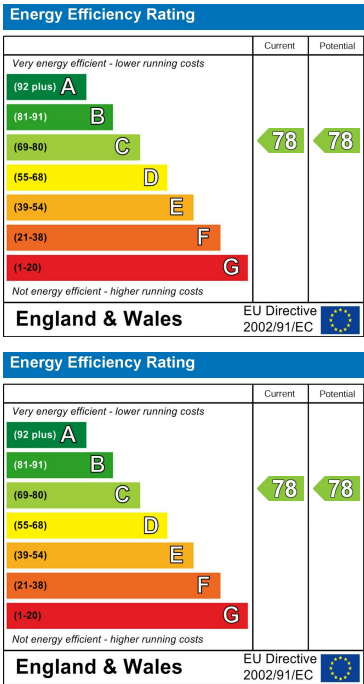 Energy Efficiency Rating
Current Potential
Very energy efficient - lower running costs
(92 plus) A
(81-91) B
(69-80) C 78 78
(55-68) D
(39-54) E
(21-38) F
(1-20) G
Not energy efficient - higher running costs
England & Wales EU Directive
2002/91/EC
Energy Efficiency Rating
Current Potential
Very energy efficient - lower running costs
(92 plus) A
(81-91) B
(69-80) C 78 78
(55-68) D
(39-54) E
(21-38) F
(1-20) G
Not energy efficient - higher running costs
England & Wales EU Directive
2002/91/EC